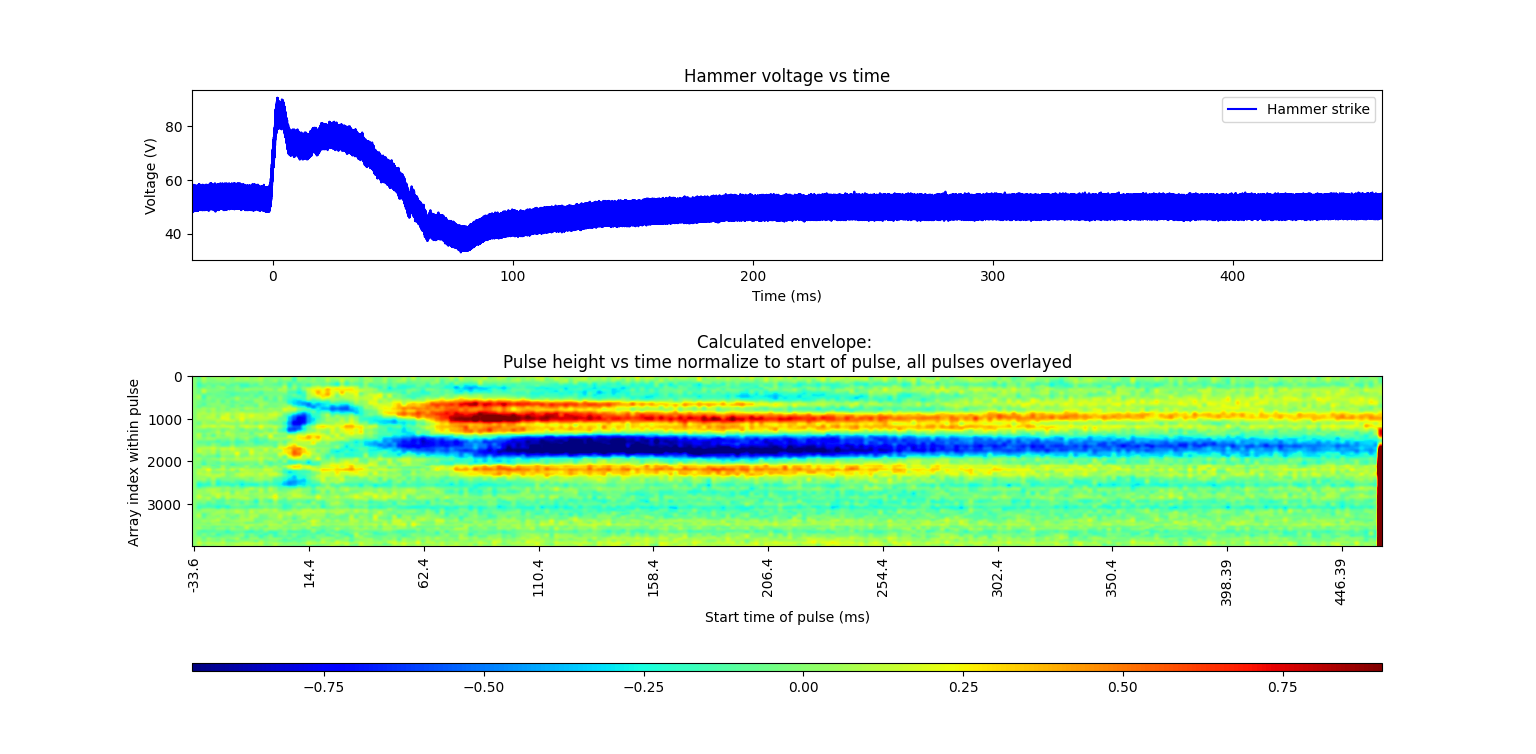 Hammer voltage vs time
Hammer strike
80
60
40
Voltage (V)
0 100 200 300 400
Time (ms)
Calculated envelope:
Pulse height vs time normalize to start of pulse, all pulses overlayed
0
1000
2000
3000
Array index within pulse
-33.6 14.4 62.4 110.4 158.4 206.4 254.4 302.4 350.4 398.39 446.39
Start time of pulse (ms)
−0.75 −0.50 −0.25 0.00 0.25 0.50 0.75